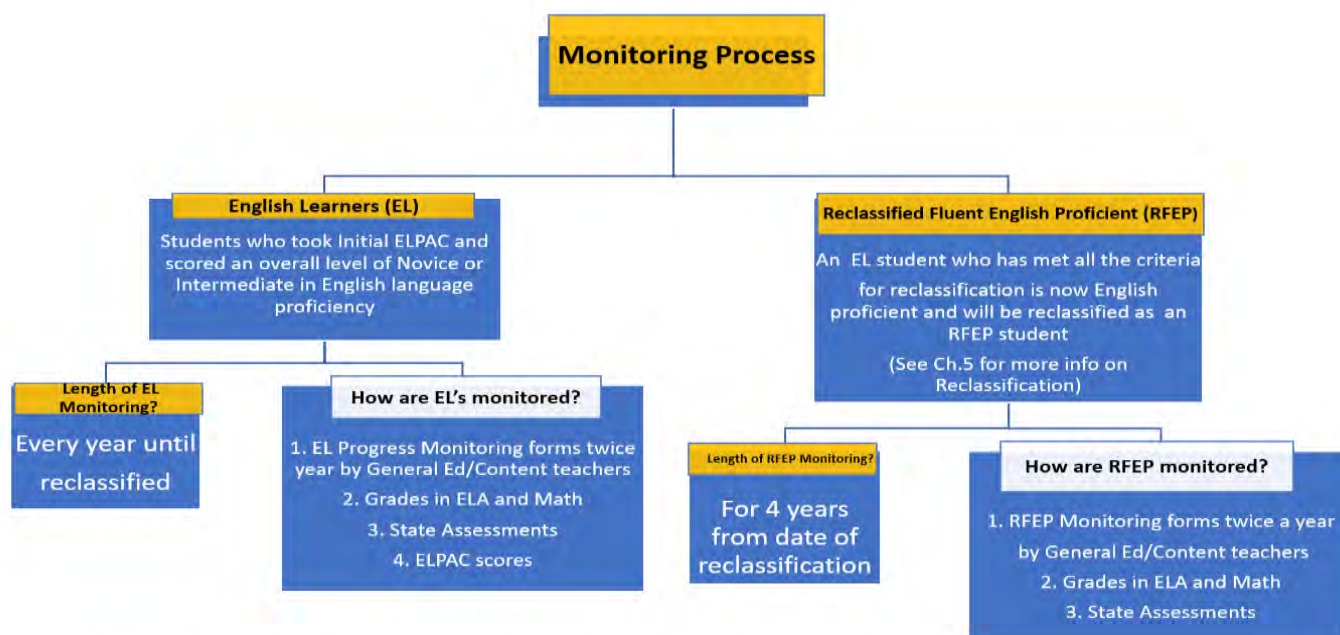 Monitoring Process
English Learners (EL)
Students who took Initial ELPAC and
scored an overall level of Novice or
Intermediate in English language
proficiency
Length of EL
Monitoring?
Every year until
reclassified
How are EL's monitored?
1. EL Progress Monitoring forms twice
year by General Ed/Content teachers
2. Grades in ELA and Math
3. State Assessments
4. ELPAC scores
Reclassified Fluent English Proficient (RFEP)
An EL student who has met all the criteria
for reclassification is now English
proficient and will be reclassified as an
RFEP student
(See Ch.5 for more info on
Reclassification)
Length of RFEP Monitoring?
For 4 years
from date of
reclassification
How are RFEP monitored?
1. RFEP Monitoring forms twice a year
by General Ed/Content teachers
2. Grades in ELA and Math
3. State Assessments